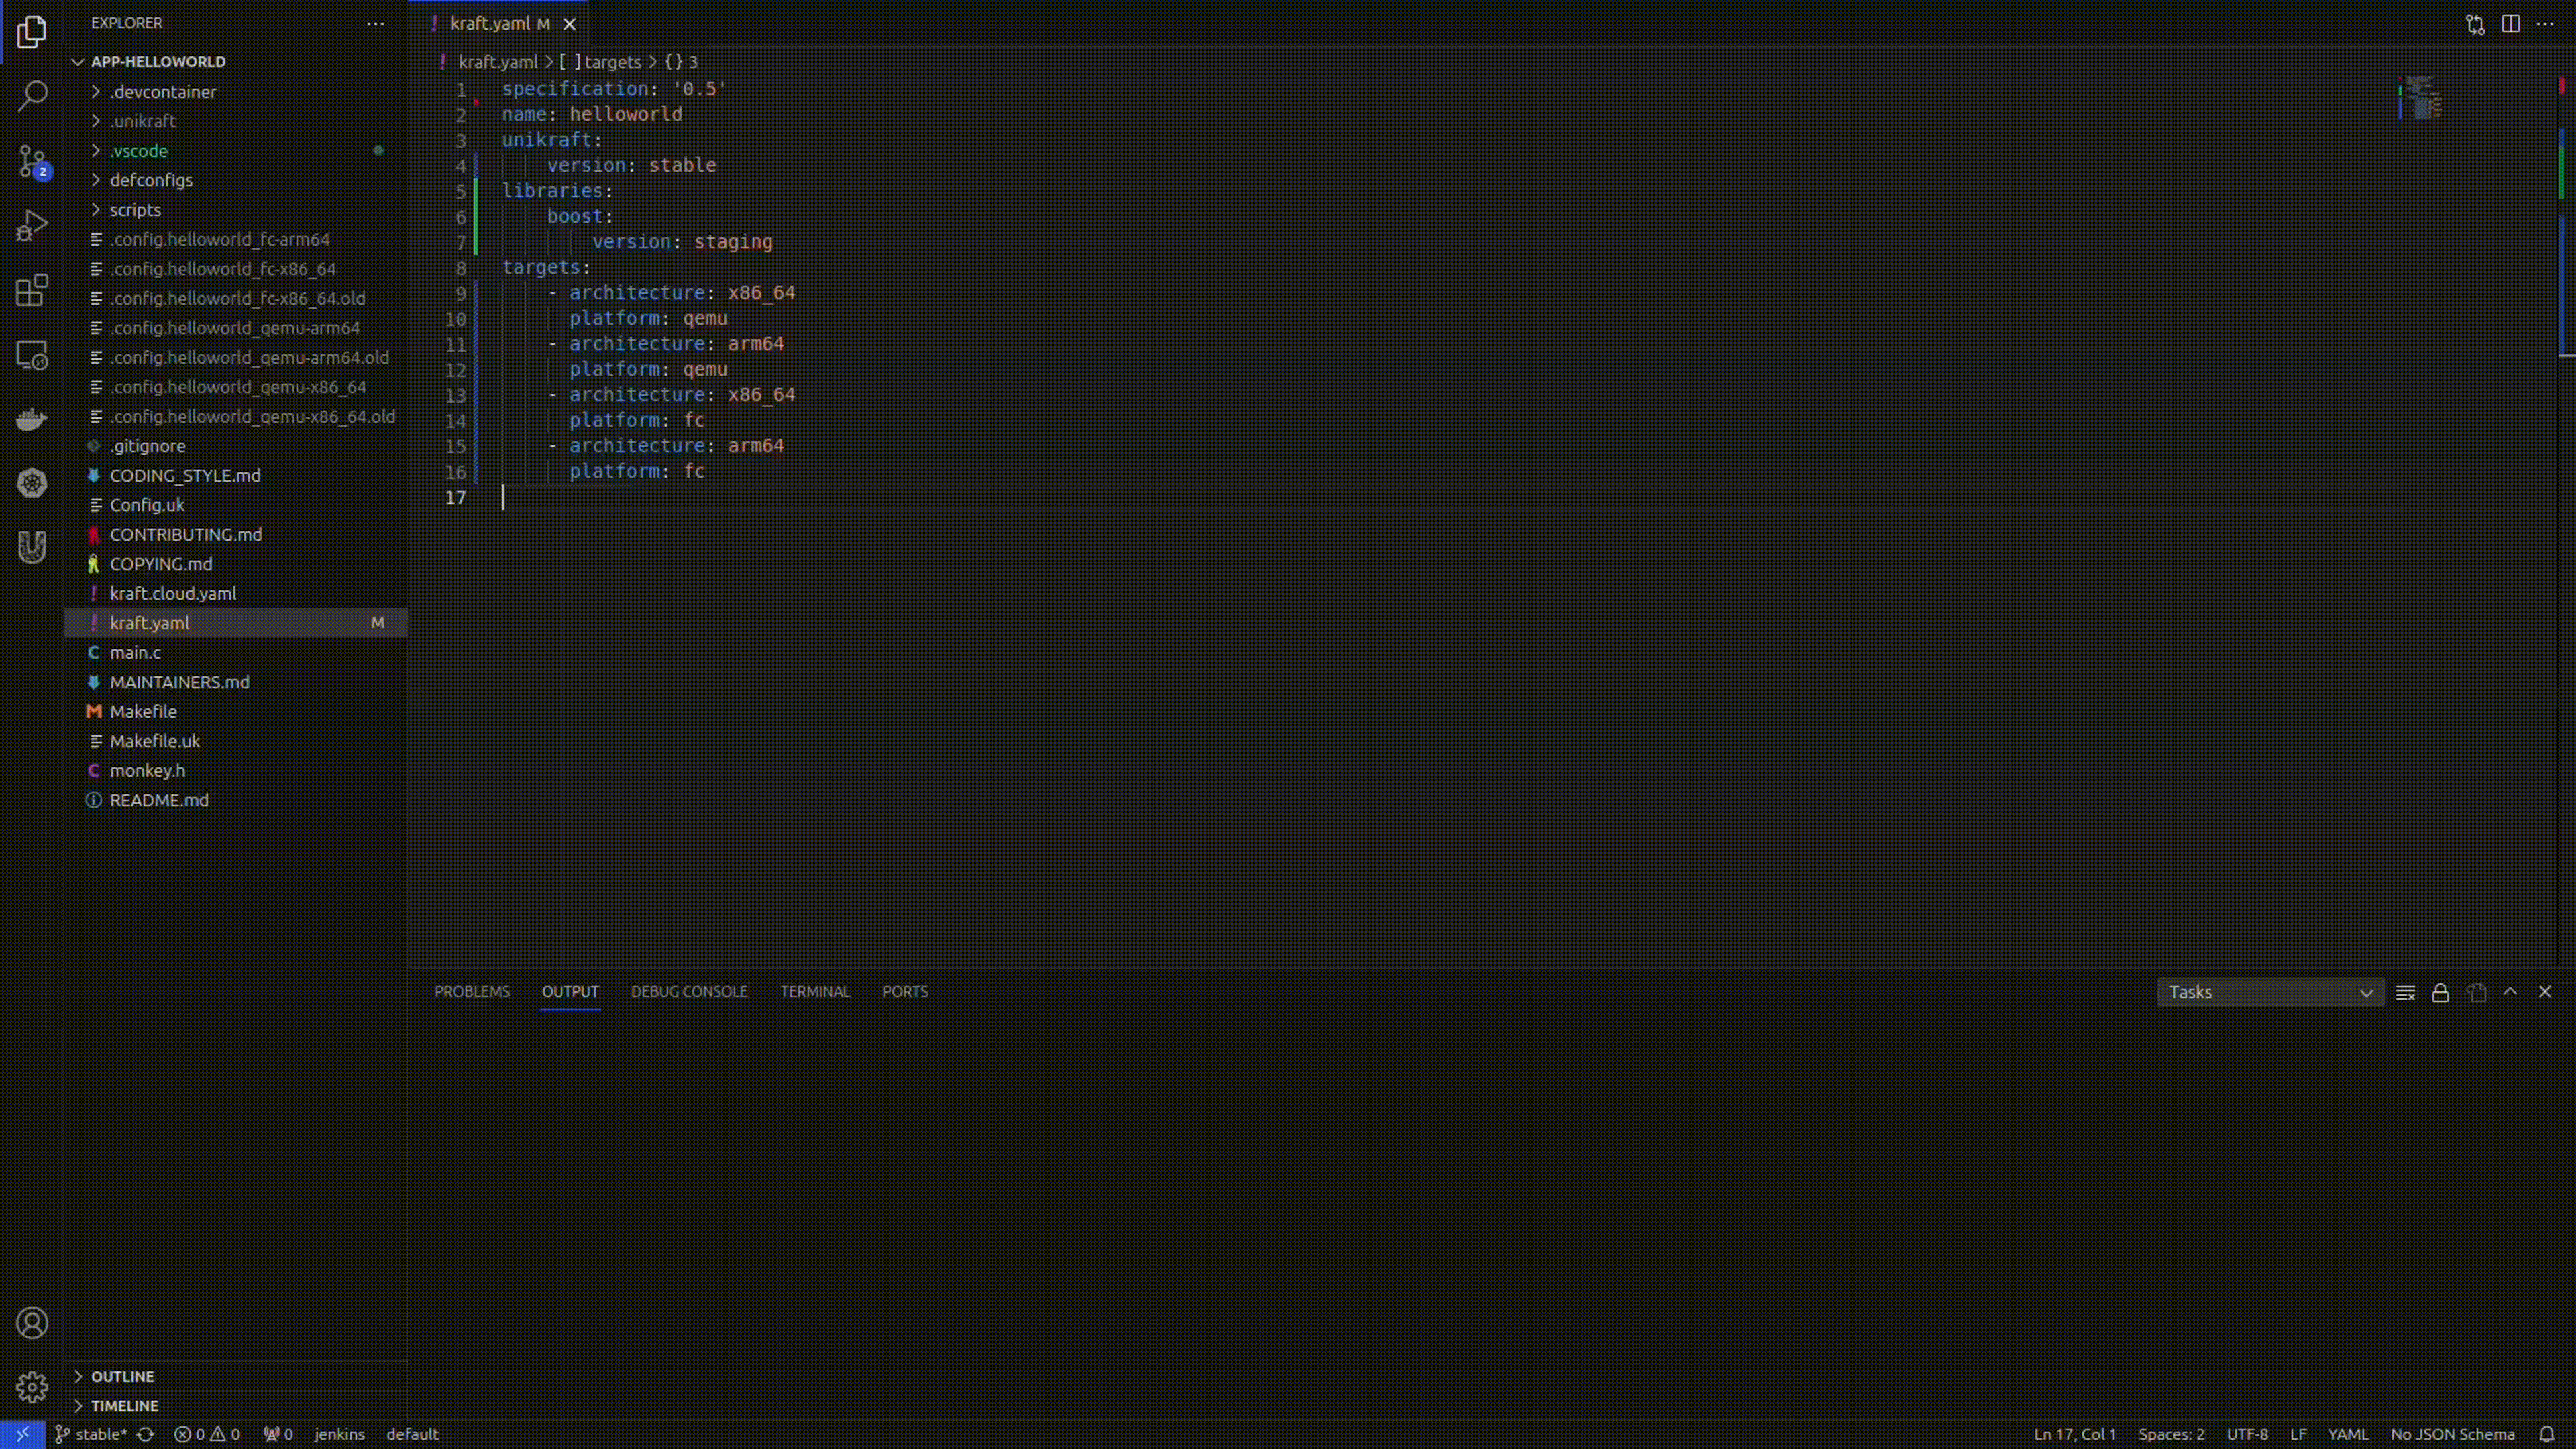 EXPLORER
APP-HELLOWORLD
.devcontainer
.unikraft
.vscode
defconfigs
scripts
.config.helloworld_fc-arm64
.config.helloworld_fc-x86_64
.config.helloworld_fc-x86_64.old
.config.helloworld_qemu-arm64
.config.helloworld_qemu-arm64.old
.config.helloworld_qemu-x86_64
.config.helloworld_qemu-x86_64.old
.gitignore
CODING_STYLE.md
Config.uk
CONTRIBUTING.md
COPYING.md
! kraft.cloud.yaml
! kraft.yaml M
C main.c
MAINTAINERS.md
M Makefile
Makefile.uk
C monkey.h
README.md
OUTLINE
TIMELINE
2
! kraft.yaml M
! kraft.yaml > [ ] targets > {} 3
1 specification: '0.5'
2 name: helloworld
3 unikraft:
4 version: stable
5 libraries:
6 boost:
7 version: staging
8 targets:
9 - architecture: x86_64
10 platform: qemu
11 - architecture: arm64
12 platform: qemu
13 - architecture: x86_64
14 platform: fc
15 - architecture: arm64
16 platform: fc
17
PROBLEMS OUTPUT DEBUG CONSOLE TERMINAL PORTS Tasks
stable* 0 0 0 jenkins default Ln 17, Col 1 Spaces: 2 UTF-8 LF YAML No JSON Schema